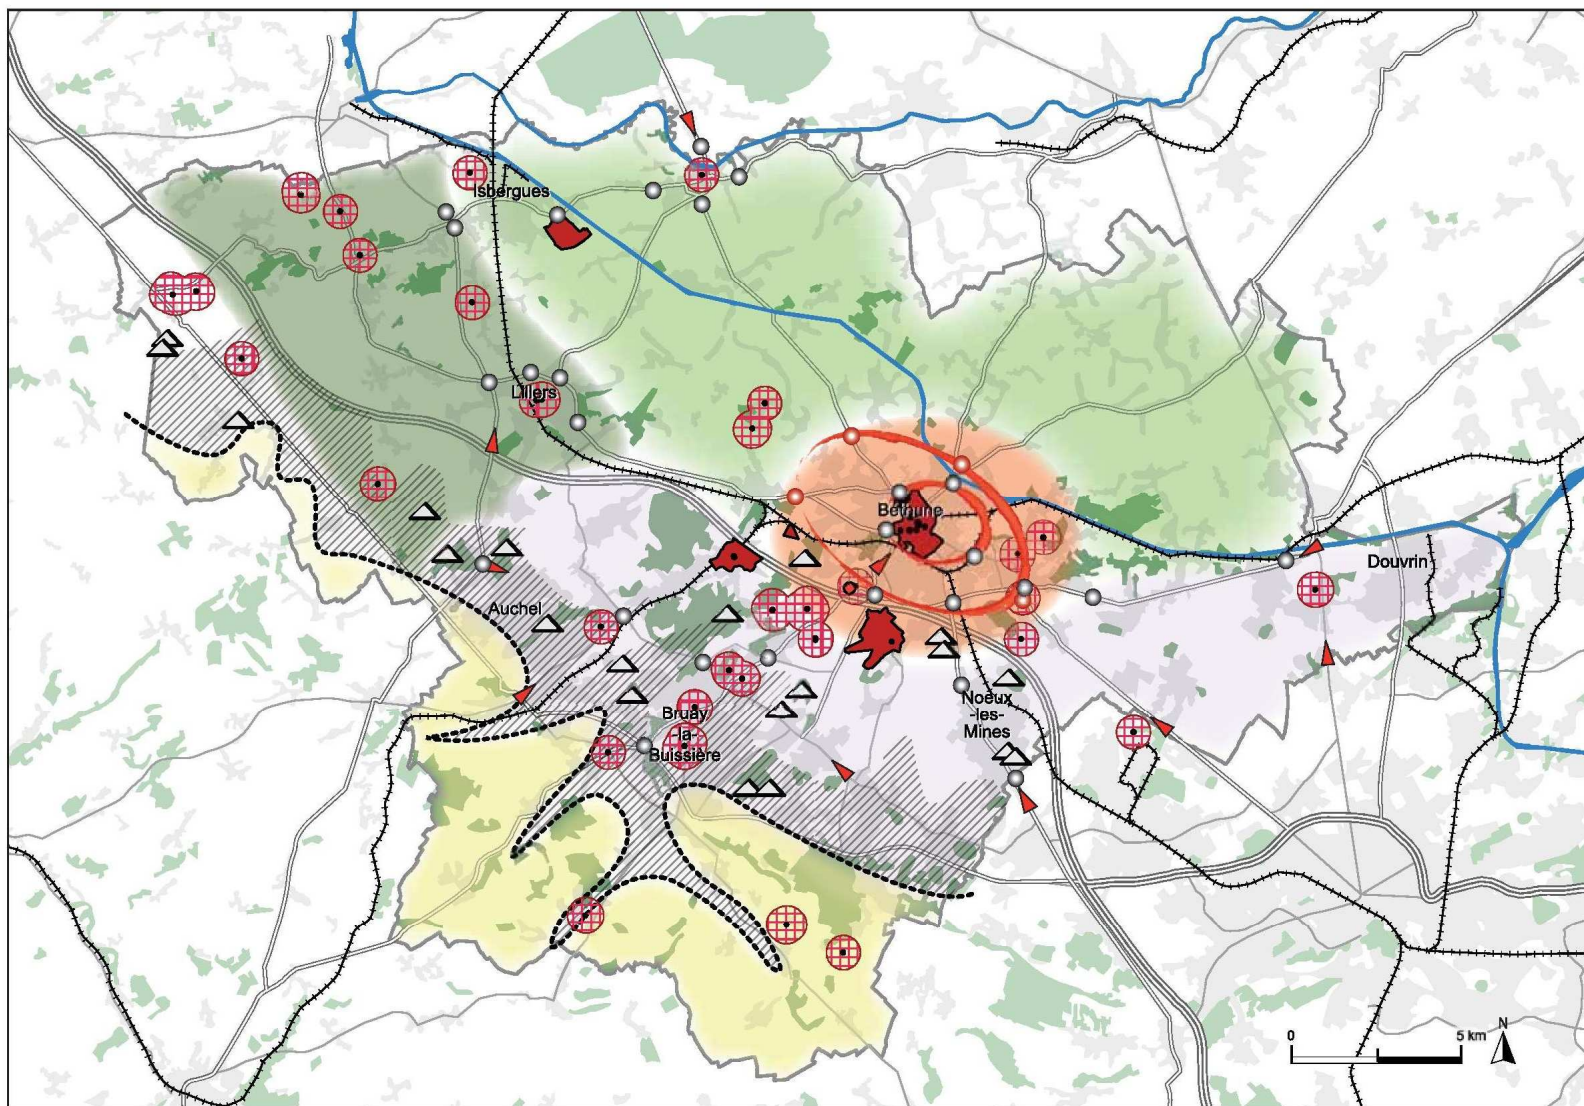 Isbergues
Lillers
Béthune
Douvrin
Auchel
Noeux
-les-
Mines
Bruay
-la-
Buissière
0
5 km
N